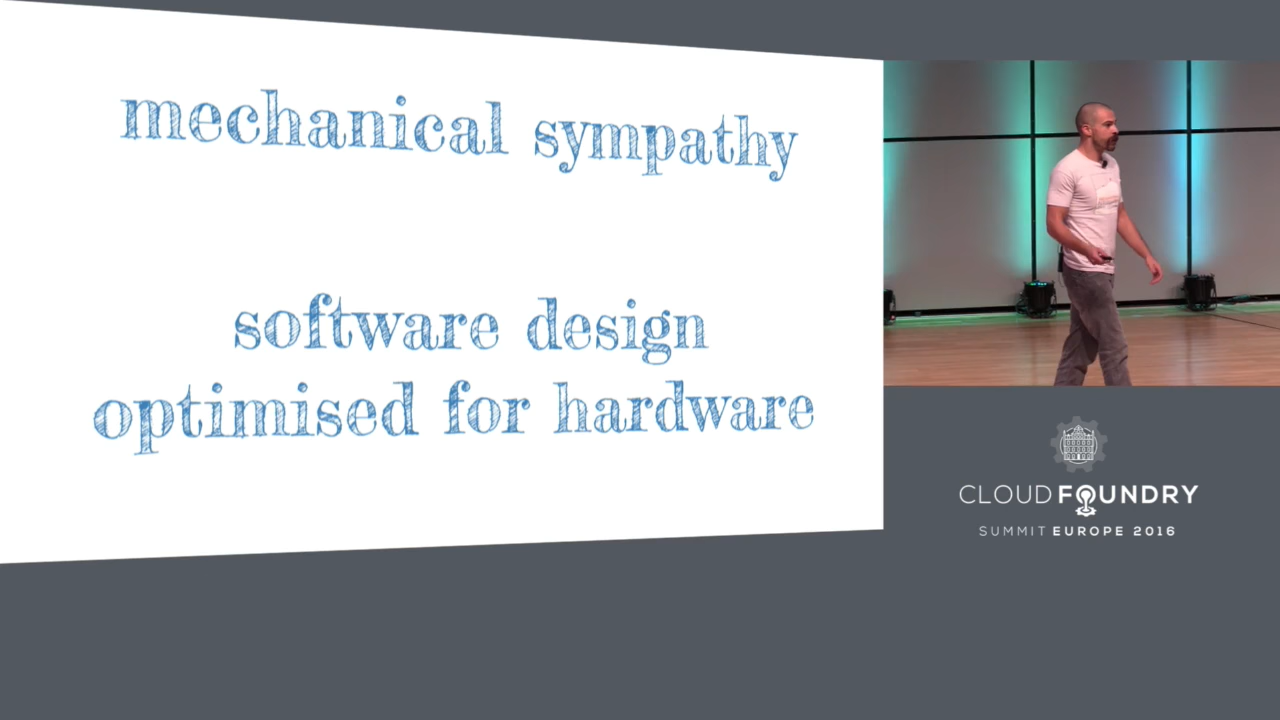 mechanical sympathy
software design
optimised for hardware
CLOUD FOUNDRY
SUMMIT EUROPE 2016